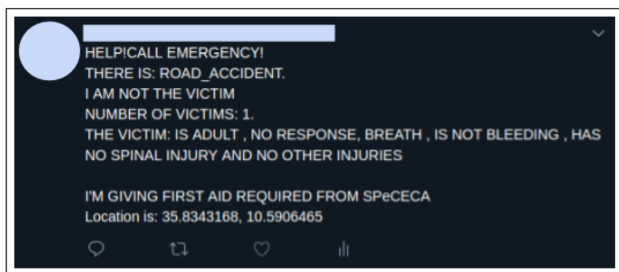 HELP!CALL EMERGENCY!
THERE IS: ROAD_ACCIDENT.
I AM NOT THE VICTIM
NUMBER OF VICTIMS: 1.
THE VICTIM: IS ADULT , NO RESPONSE, BREATH , IS NOT BLEEDING , HAS
NO SPINAL INJURY AND NO OTHER INJURIES
I'M GIVING FIRST AID REQUIRED FROM SPeCECA
Location is: 35.8343168, 10.5906465